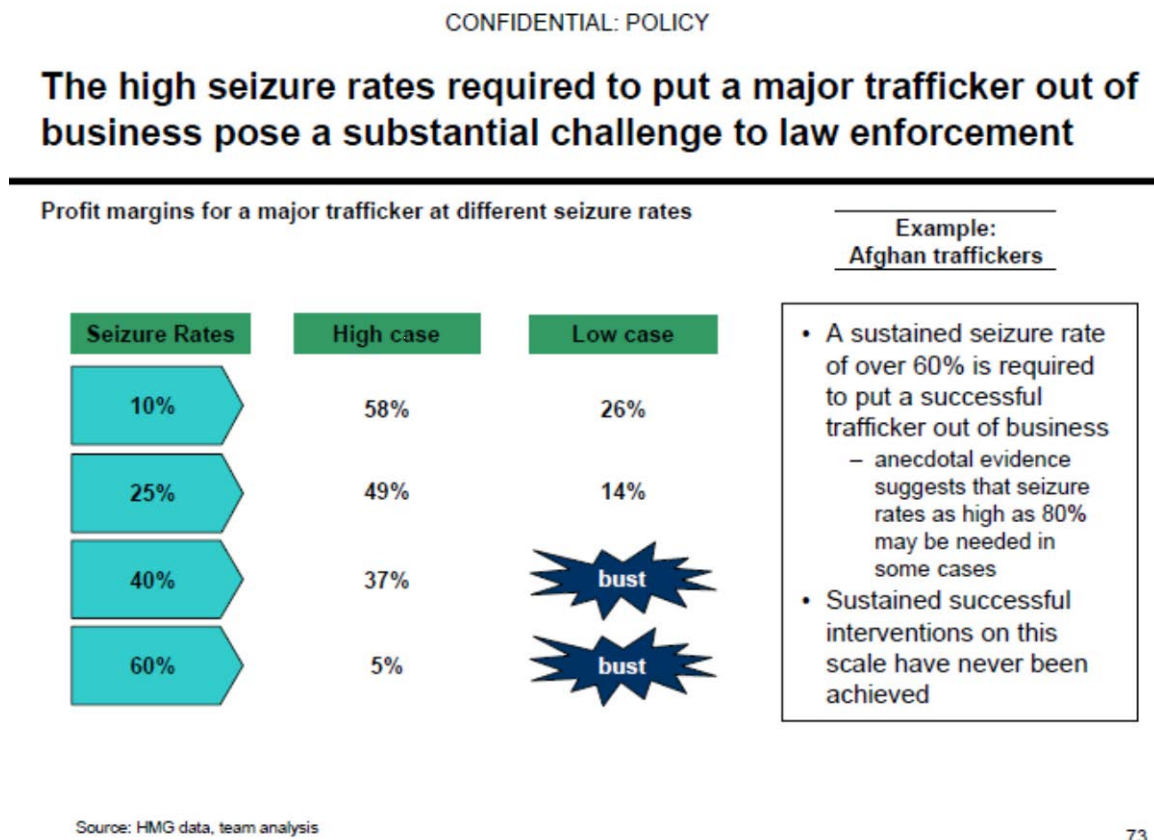 CONFIDENTIAL: POLICY
The high seizure rates required to put a major trafficker out of
business pose a substantial challenge to law enforcement
Profit margins for a major trafficker at different seizure rates
Example:
Afghan traffickers
Seizure Rates High case Low case
10% 58% 26%
25% 49% 14%
40% 37% bust
60% 5% bust
• A sustained seizure rate
of over 60% is required
to put a successful
trafficker out of business
– anecdotal evidence
suggests that seizure
rates as high as 80%
may be needed in
some cases
• Sustained successful
interventions on this
scale have never been
achieved
Source: HMG data, team analysis
73